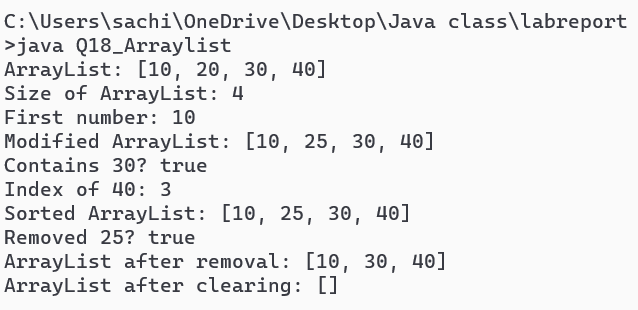 C:\Users\sachi\OneDrive\Desktop\Java class\labreport
>java Q18_Arraylist
ArrayList: [10, 20, 30, 40]
Size of ArrayList: 4
First number: 10
Modified ArrayList: [10, 25, 30, 40]
Contains 30? true
Index of 40: 3
Sorted ArrayList: [10, 25, 30, 40]
Removed 25? true
ArrayList after removal: [10, 30, 40]
ArrayList after clearing: []